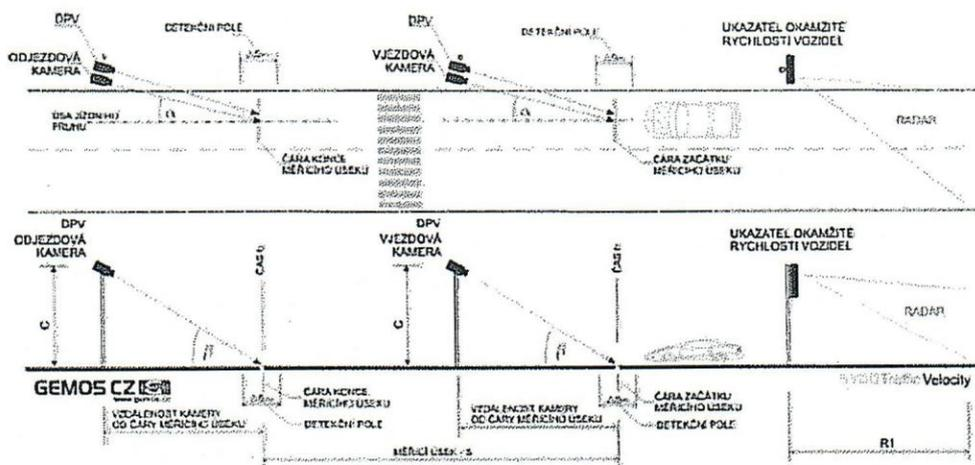 DPV
ODJEZDOVÁ
KAMERA
DETEKČNÍ POLE
DPV
VJEZDOVÁ
KAMERA
DETEKČNÍ POLE
UKAZATEL OKAMŽITÉ
RYCHLOSTI VOZIDEL
OSA JÍZDNÍHO
PRUHU
α
α
RADAR
ČÁRA KONCE
MĚŘICÍHO ÚSEKU
ČÁRA ZAČÁTKU
MĚŘICÍHO ÚSEKU
DPV
ODJEZDOVÁ
KAMERA
DPV
VJEZDOVÁ
KAMERA
UKAZATEL OKAMŽITÉ
RYCHLOSTI VOZIDEL
C
β
C
β
RADAR
GEMOS CZ
Traffic Velocity
ČÁRA KONCE
MĚŘICÍHO ÚSEKU
DETEKČNÍ POLE
ČÁRA ZAČÁTKU
MĚŘICÍHO ÚSEKU
DETEKČNÍ POLE
VZDÁLENOST KAMERY
OD ČÁRY MĚŘICÍHO ÚSEKU
VZDÁLENOST KAMERY
OD ČÁRY MĚŘICÍHO ÚSEKU
MĚŘICÍ ÚSEK - s
R1